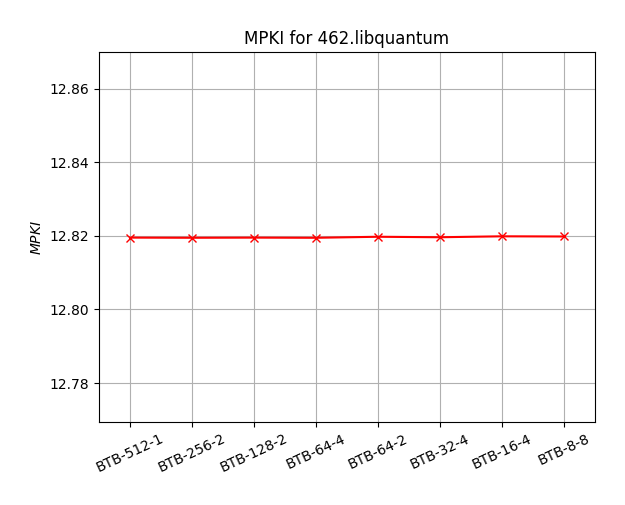 MPKI for 462.libquantum
MPKI
12.86
12.84
12.82
12.80
12.78
BTB-512-1
BTB-256-2
BTB-128-2
BTB-64-4
BTB-64-2
BTB-32-4
BTB-16-4
BTB-8-8